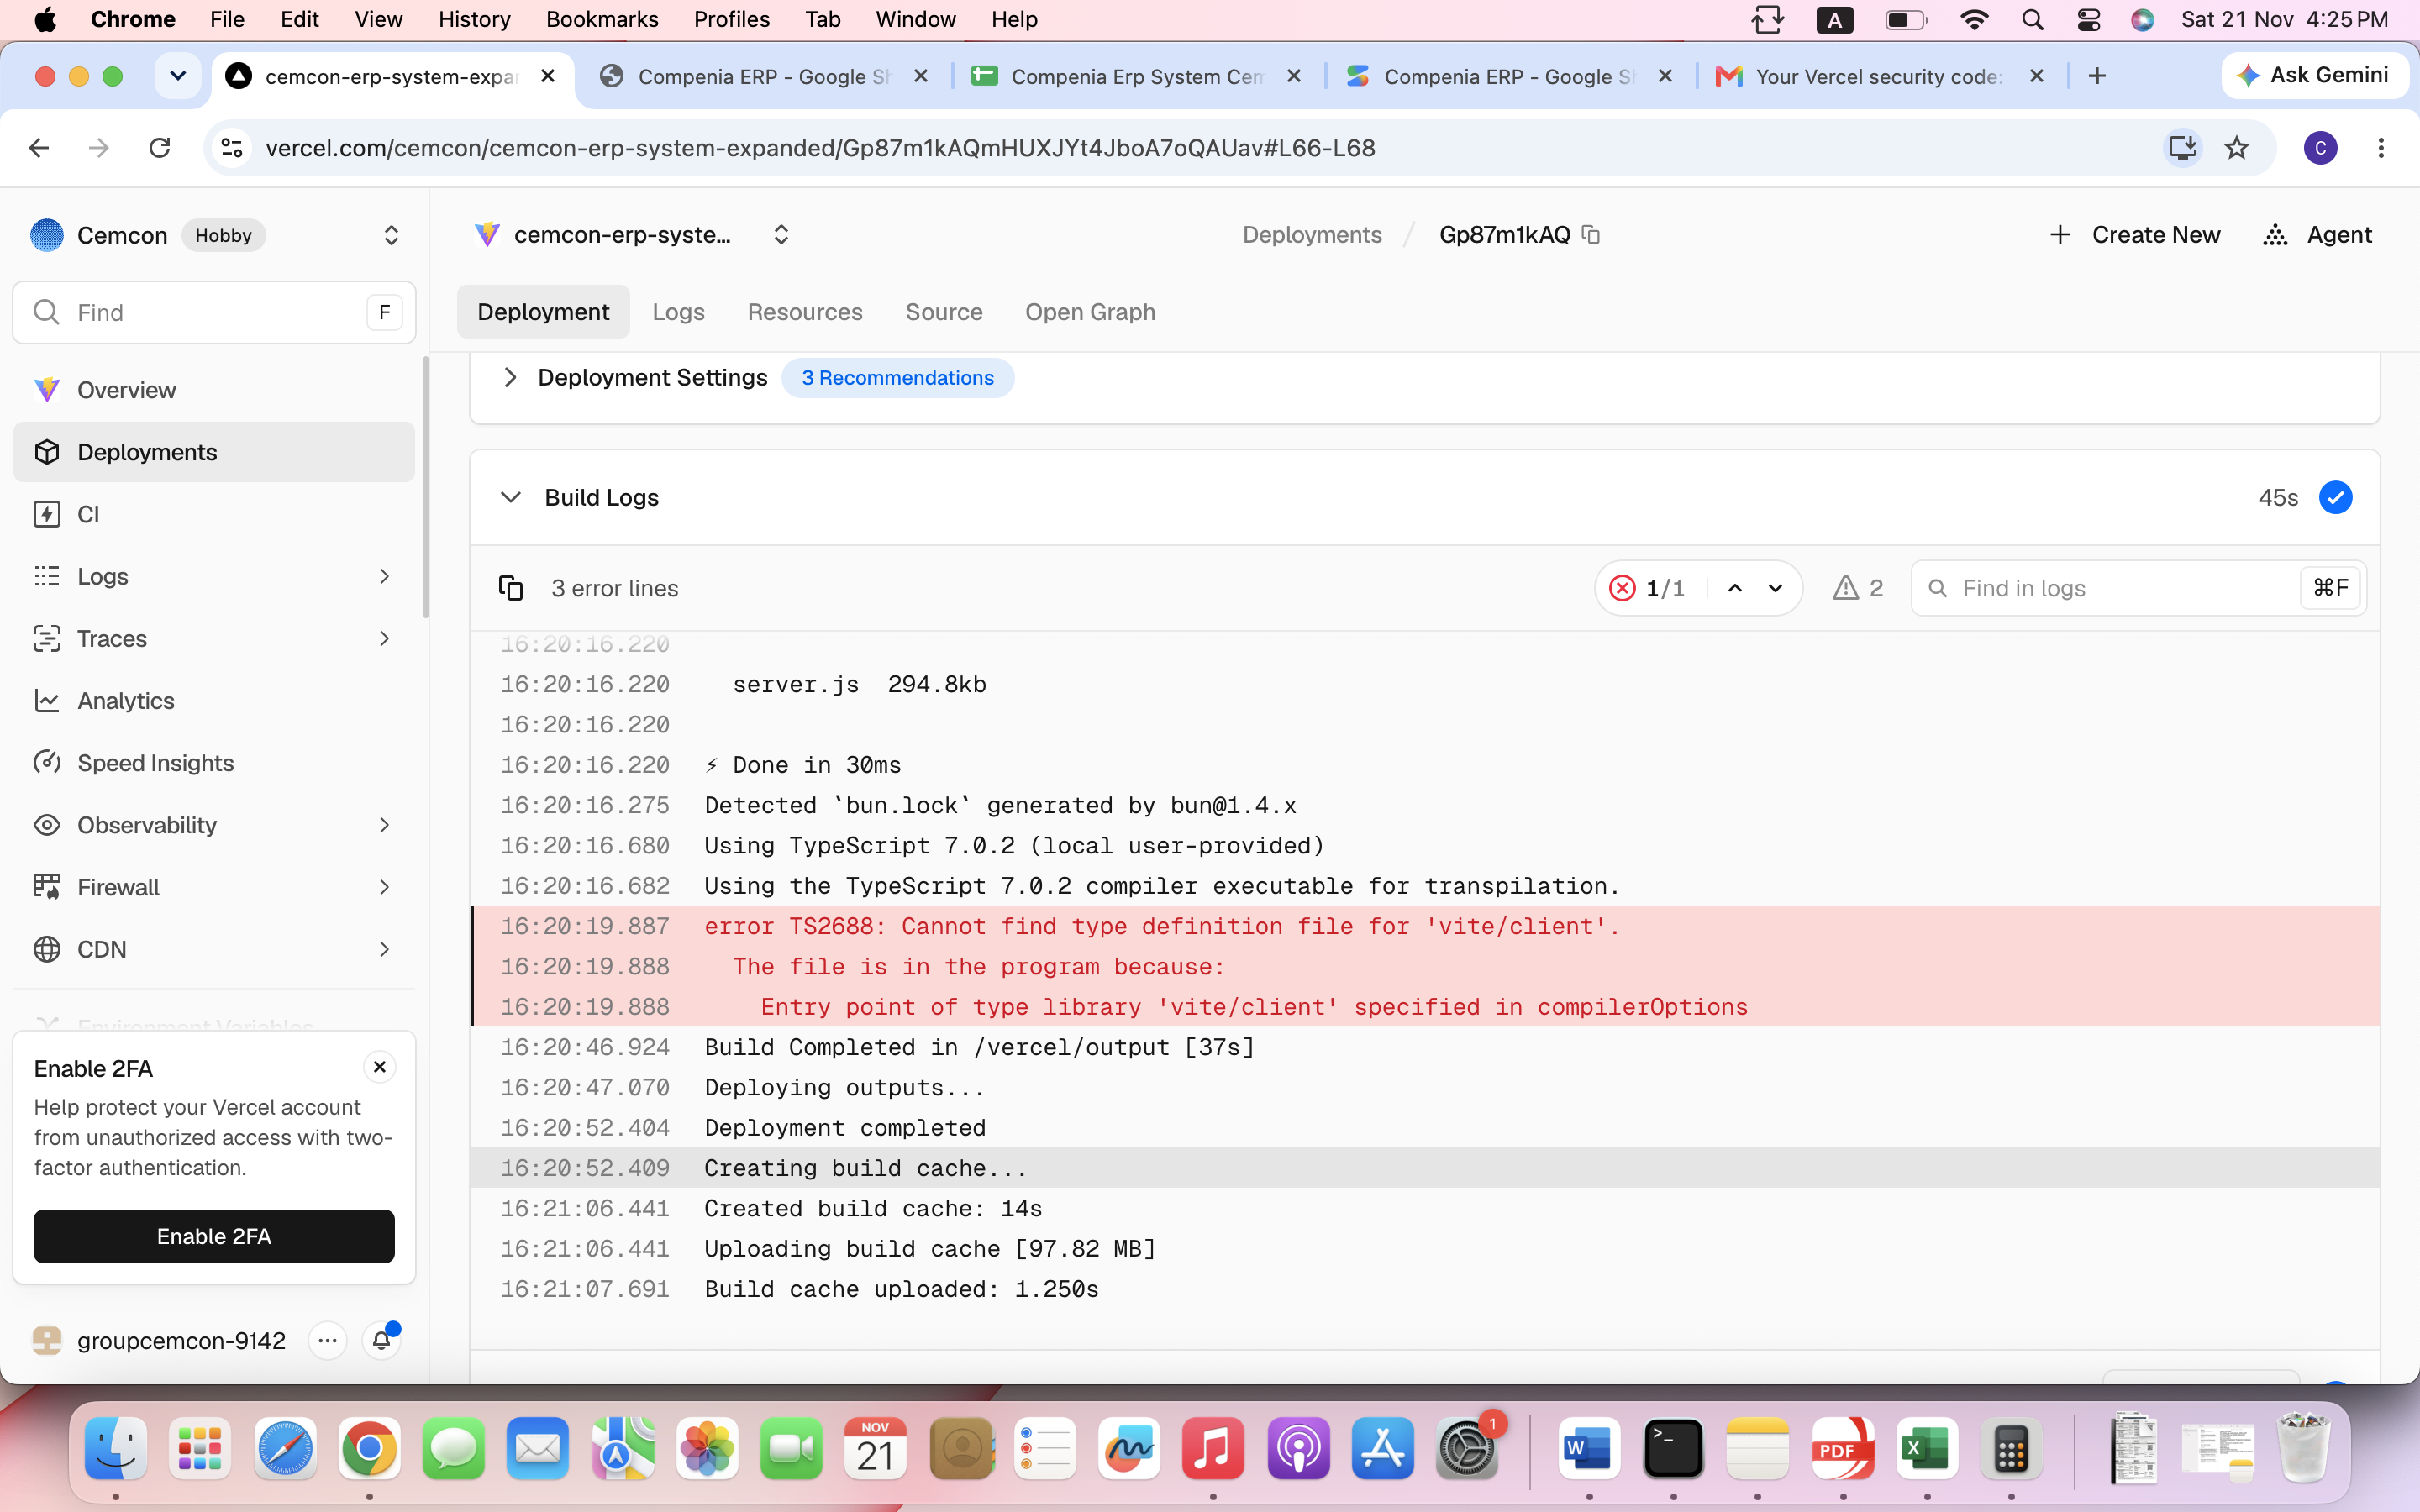 Chrome File Edit View History Bookmarks Profiles Tab Window Help
A
Sat 21 Nov 4:25 PM
cemcon-erp-system-expan
Compenia ERP - Google Sh
Compenia Erp System Cem
Compenia ERP - Google Sh
Your Vercel security code:
Ask Gemini
vercel.com/cemcon/cemcon-erp-system-expanded/Gp87m1kAQmHUXJYt4JboA7oQAUav#L66-L68
C
Cemcon Hobby
cemcon-erp-syste...
Deployments / Gp87m1kAQ
Create New
Agent
Find F
Deployment Logs Resources Source Open Graph
Overview
Deployments
CI
Logs
Traces
Analytics
Speed Insights
Observability
Firewall
CDN
Environment Variables
Enable 2FA
Help protect your Vercel account
from unauthorized access with two-
factor authentication.
Enable 2FA
groupcemcon-9142
Deployment Settings 3 Recommendations
Build Logs 45s
3 error lines 1/1 2 Find in logs ⌘F
16:20:16.220
16:20:16.220 server.js 294.8kb
16:20:16.220
16:20:16.220 ⚡ Done in 30ms
16:20:16.275 Detected `bun.lock` generated by bun@1.4.x
16:20:16.680 Using TypeScript 7.0.2 (local user-provided)
16:20:16.682 Using the TypeScript 7.0.2 compiler executable for transpilation.
16:20:19.887 error TS2688: Cannot find type definition file for 'vite/client'.
16:20:19.888 The file is in the program because:
16:20:19.888 Entry point of type library 'vite/client' specified in compilerOptions
16:20:46.924 Build Completed in /vercel/output [37s]
16:20:47.070 Deploying outputs...
16:20:52.404 Deployment completed
16:20:52.409 Creating build cache...
16:21:06.441 Created build cache: 14s
16:21:06.441 Uploading build cache [97.82 MB]
16:21:07.691 Build cache uploaded: 1.250s
NOV
21
1
W
>_
PDF
X